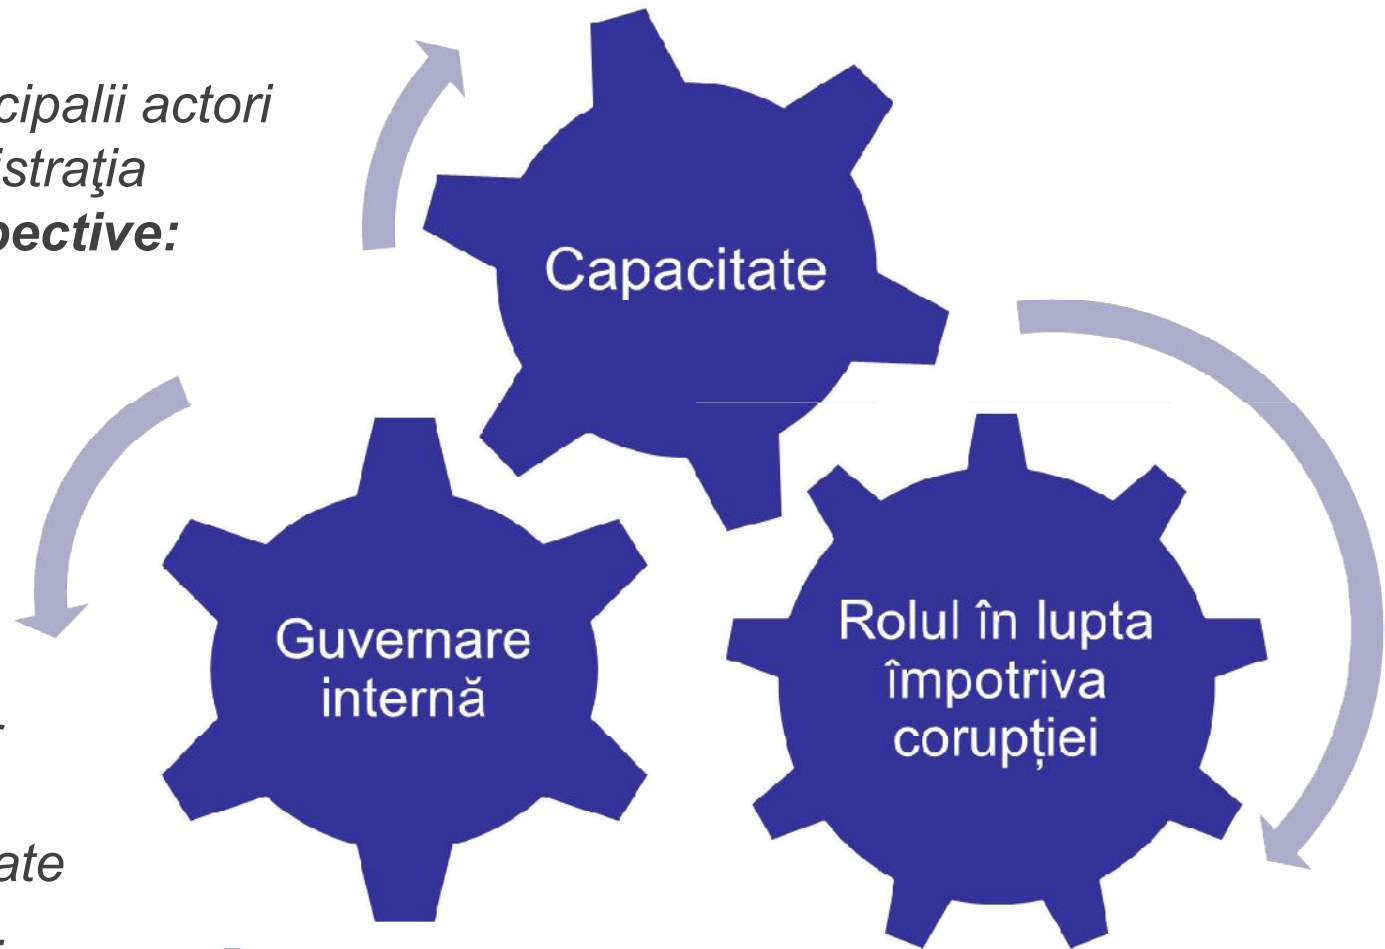 cipalii actori
istraţia
pective:
Capacitate
Guvernare
internă
Rolul în lupta
împotriva
corupției
ate